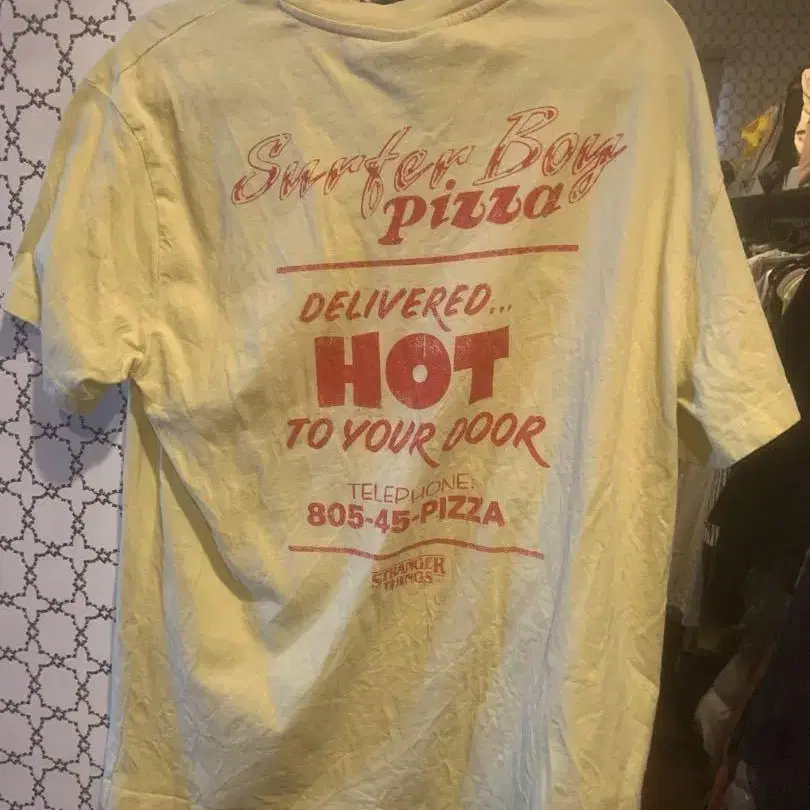 Surfer Boy
Pizza
DELIVERED...
HOT
TO YOUR DOOR
TELEPHONE:
805-45-PIZZA
STRANGER
THINGS